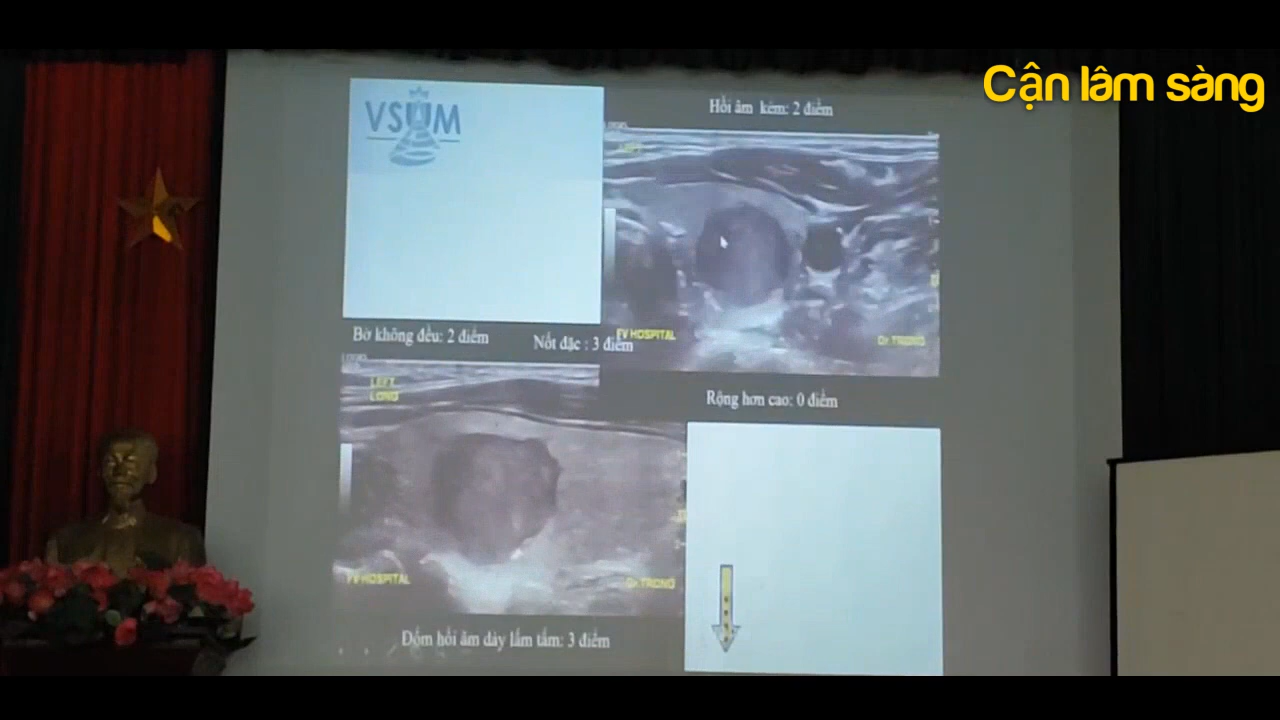 Cận lâm sàng
VSUM
Hồi âm kém: 2 điểm
FV HOSPITAL
Dr.TRONG
Bờ không đều: 2 điểm
Nốt đặc : 3 điểm
LEFT
LONG
Rộng hơn cao: 0 điểm
FV HOSPITAL
Dr.TRONG
Đốm hồi âm dày lấm tấm: 3 điểm